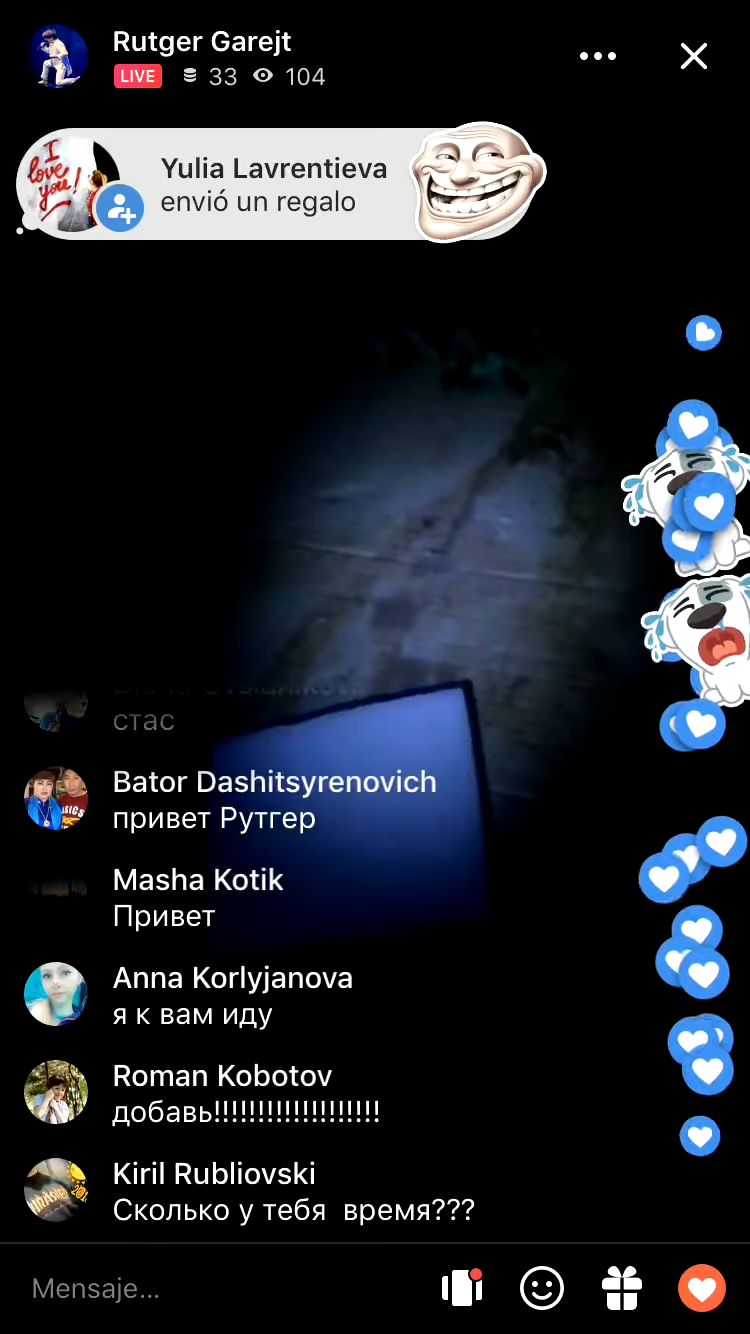 Rutger Garejt
LIVE 33 104
Yulia Lavrentieva
envió un regalo
I
love
you!
стас
Bator Dashitsyrenovich
привет Рутгер
Masha Kotik
Привет
Anna Korlyjanova
я к вам иду
Roman Kobotov
добавь!!!!!!!!!!!!!!!!!!!
Kiril Rubliovski
Сколько у тебя время???
Mensaje...